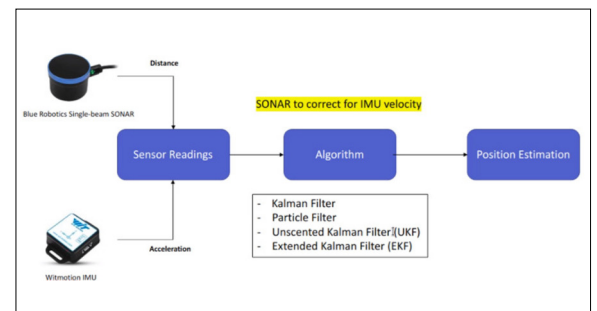 Distance
Blue Robotics Single-beam SONAR
SONAR to correct for IMU velocity
Sensor Readings
Algorithm
Position Estimation
- Kalman Filter
- Particle Filter
- Unscented Kalman Filter (UKF)
- Extended Kalman Filter (EKF)
Acceleration
Witmotion IMU